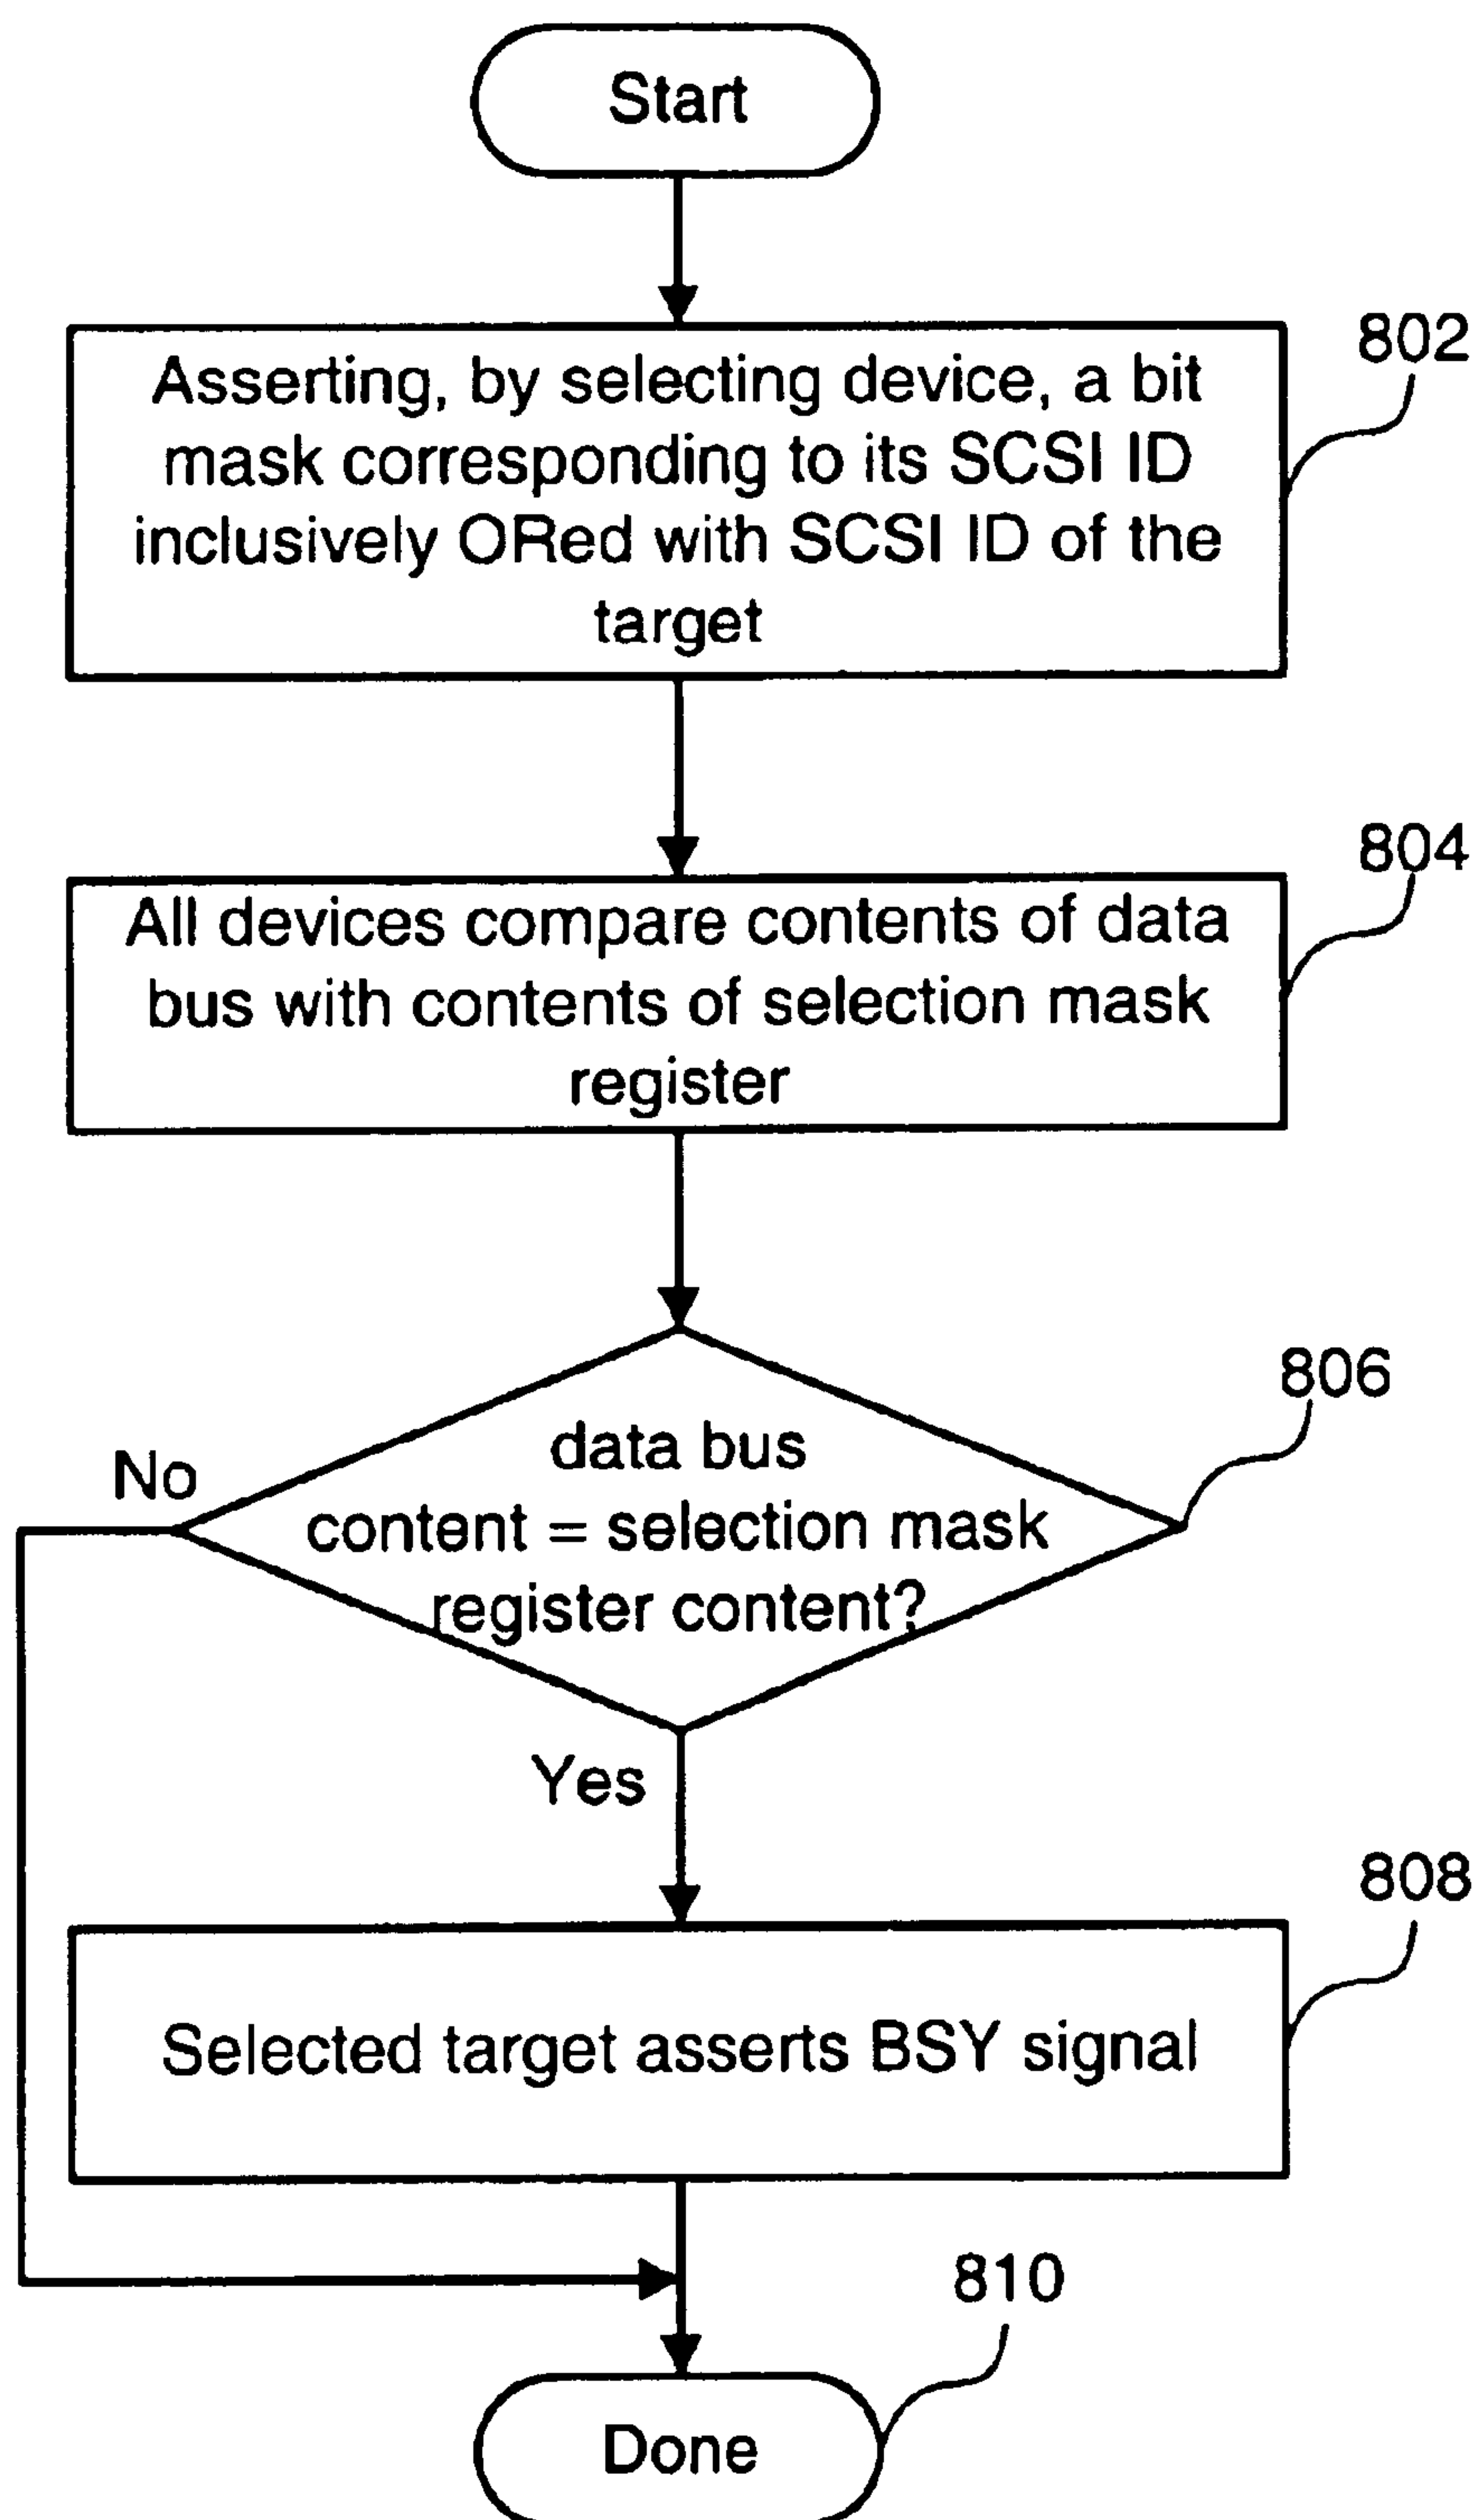 Start
802
Asserting, by selecting device, a bit
mask corresponding to its SCSI ID
inclusively ORed with SCSI ID of the
target
804
All devices compare contents of data
bus with contents of selection mask
register
806
No
data bus
content = selection mask
register content?
Yes
808
Selected target asserts BSY signal
810
Done